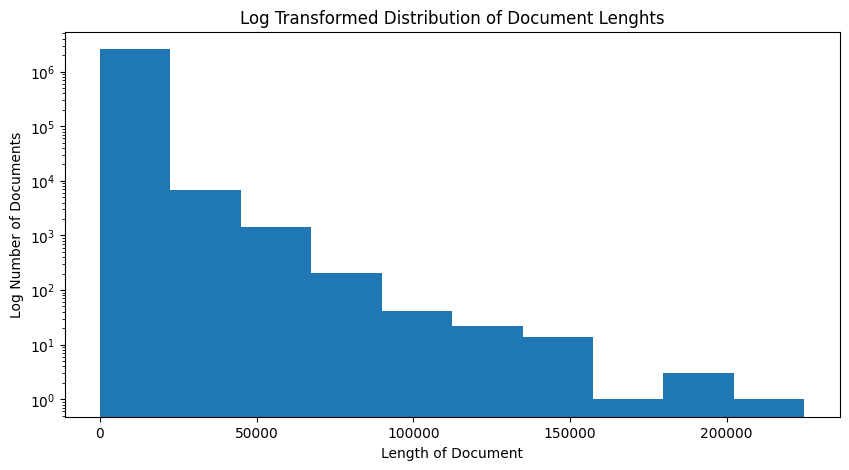 Log Transformed Distribution of Document Lenghts
Log Number of Documents
10^6
10^5
10^4
10^3
10^2
10^1
10^0
0 50000 100000 150000 200000
Length of Document